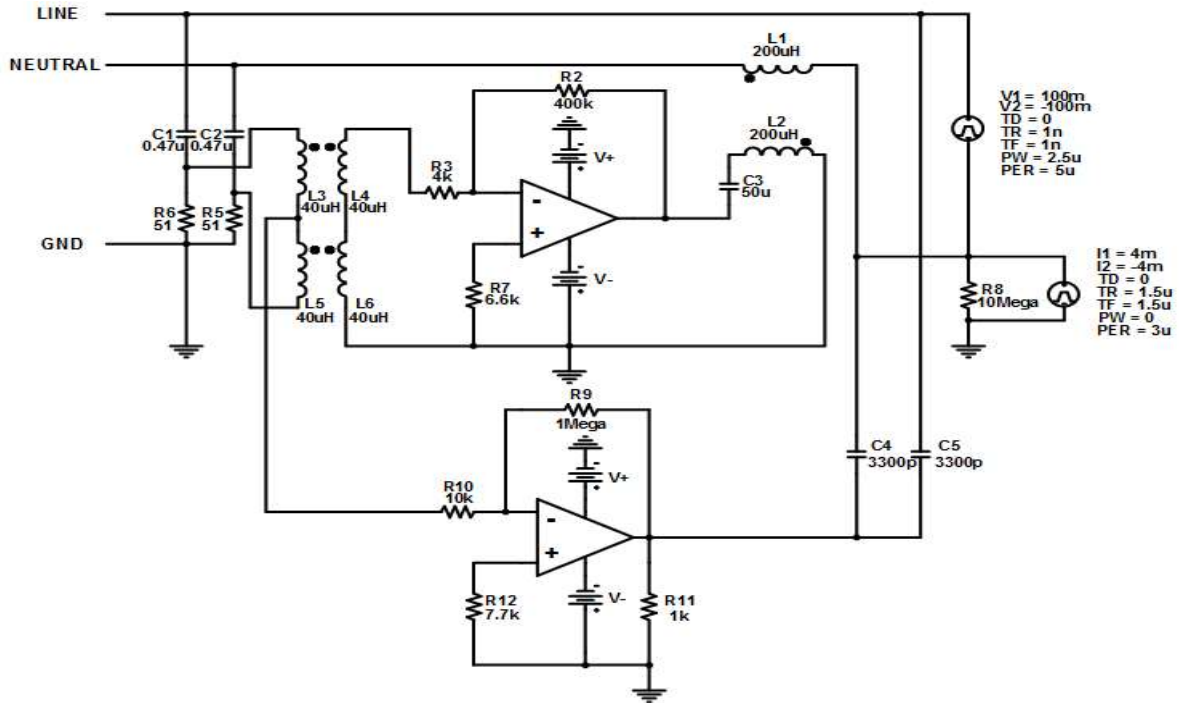 LINE
NEUTRAL
L1
200uH
R2
400k
V1 = 100m
V2 = -100m
TD = 0
TR = 1n
TF = 1n
PW = 2.5u
PER = 5u
L2
200uH
C1
0.47u
C2
0.47u
V+
R3
4k
C3
50u
L3
40uH
L4
40uH
R6
51
R5
51
GND
-
+
V-
R7
6.6k
L5
40uH
L6
40uH
R8
10Mega
I1 = 4m
I2 = -4m
TD = 0
TR = 1.5u
TF = 1.5u
PW = 0
PER = 3u
R9
1Mega
C4
3300p
C5
3300p
V+
R10
10k
-
+
V-
R12
7.7k
R11
1k